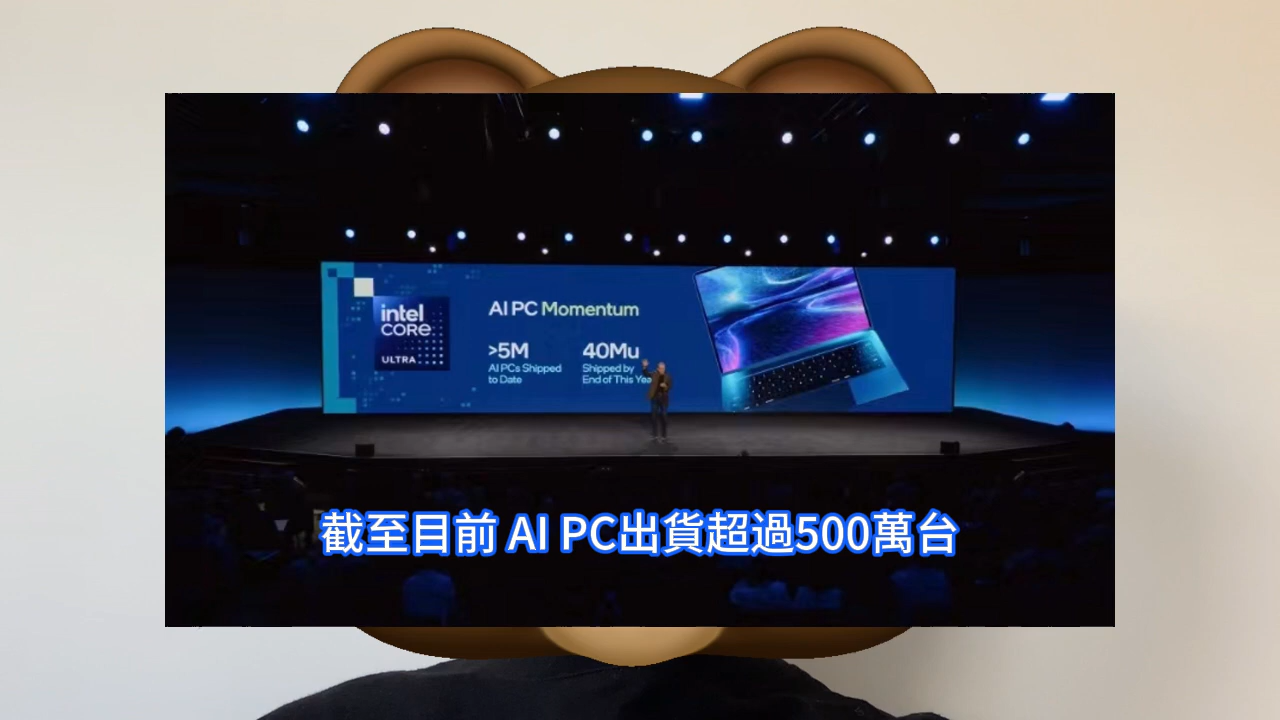 intel
CORE
ULTRA
AI PC Momentum
>5M
AI PCs Shipped
to Date
40Mu
Shipped by
End of This Yea
截至目前 AI PC出貨超過500萬台